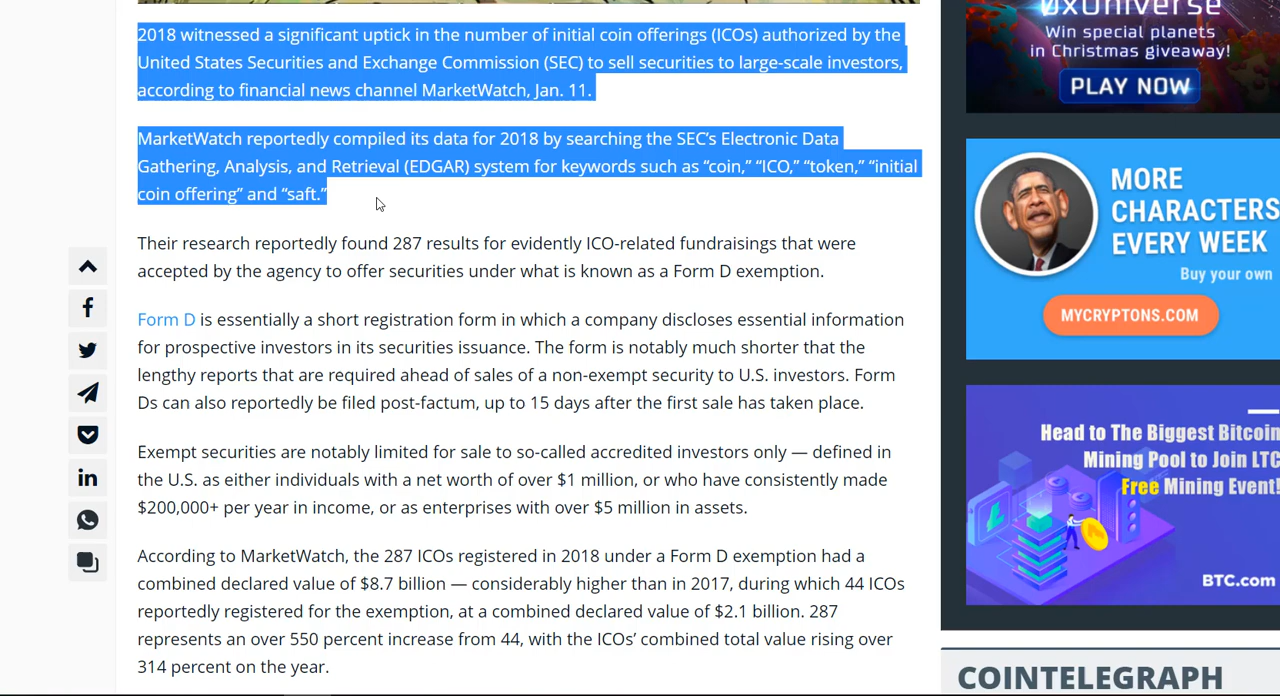 2018 witnessed a significant uptick in the number of initial coin offerings (ICOs) authorized by the
United States Securities and Exchange Commission (SEC) to sell securities to large-scale investors,
according to financial news channel MarketWatch, Jan. 11.
MarketWatch reportedly compiled its data for 2018 by searching the SEC’s Electronic Data
Gathering, Analysis, and Retrieval (EDGAR) system for keywords such as “coin,” “ICO,” “token,” “initial
coin offering” and “saft.”
Their research reportedly found 287 results for evidently ICO-related fundraisings that were
accepted by the agency to offer securities under what is known as a Form D exemption.
Form D is essentially a short registration form in which a company discloses essential information
for prospective investors in its securities issuance. The form is notably much shorter that the
lengthy reports that are required ahead of sales of a non-exempt security to U.S. investors. Form
Ds can also reportedly be filed post-factum, up to 15 days after the first sale has taken place.
Exempt securities are notably limited for sale to so-called accredited investors only — defined in
the U.S. as either individuals with a net worth of over $1 million, or who have consistently made
$200,000+ per year in income, or as enterprises with over $5 million in assets.
According to MarketWatch, the 287 ICOs registered in 2018 under a Form D exemption had a
combined declared value of $8.7 billion — considerably higher than in 2017, during which 44 ICOs
reportedly registered for the exemption, at a combined declared value of $2.1 billion. 287
represents an over 550 percent increase from 44, with the ICOs’ combined total value rising over
314 percent on the year.
0xUniverse
Win special planets
in Christmas giveaway!
PLAY NOW
MORE
CHARACTERS
EVERY WEEK
Buy your own
MYCRYPTONS.COM
Head to The Biggest Bitcoin
Mining Pool to Join LTC
Free Mining Event!
BTC.com
COINTELEGRAPH